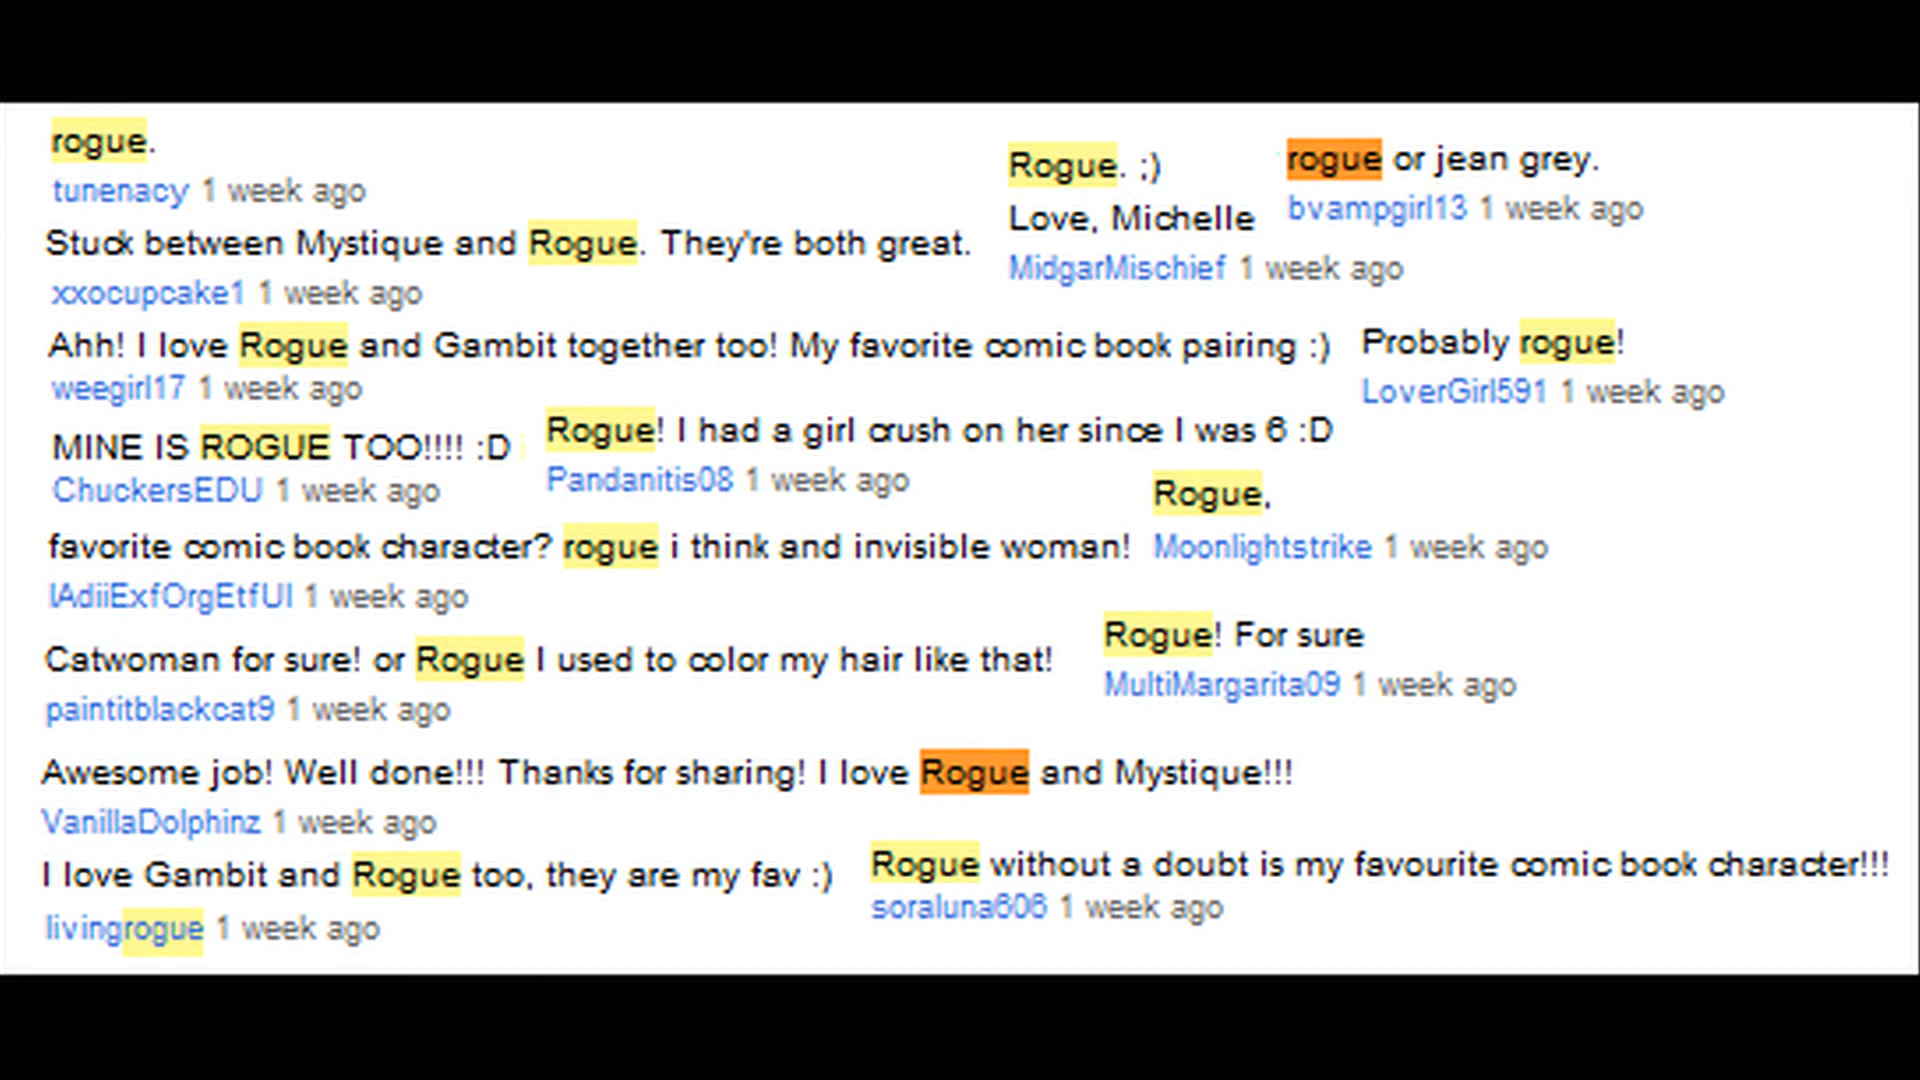 rogue.
tunenacy 1 week ago
Rogue. ;)
Love, Michelle
MidgarMischief 1 week ago
rogue or jean grey.
bvampgirl13 1 week ago
Stuck between Mystique and Rogue. They're both great.
xxocupcake1 1 week ago
Ahh! I love Rogue and Gambit together too! My favorite comic book pairing :)
weegirl17 1 week ago
Probably rogue!
LoverGirl591 1 week ago
MINE IS ROGUE TOO!!!! :D
ChuckersEDU 1 week ago
Rogue! I had a girl crush on her since I was 6 :D
Pandanitis08 1 week ago
Rogue,
Moonlightstrike 1 week ago
favorite comic book character? rogue i think and invisible woman!
lAdiiExfOrgEtfUl 1 week ago
Catwoman for sure! or Rogue I used to color my hair like that!
paintitblackcat9 1 week ago
Rogue! For sure
MultiMargarita09 1 week ago
Awesome job! Well done!!! Thanks for sharing! I love Rogue and Mystique!!!
VanillaDolphinz 1 week ago
I love Gambit and Rogue too, they are my fav :)
livingrogue 1 week ago
Rogue without a doubt is my favourite comic book character!!!
soraluna606 1 week ago